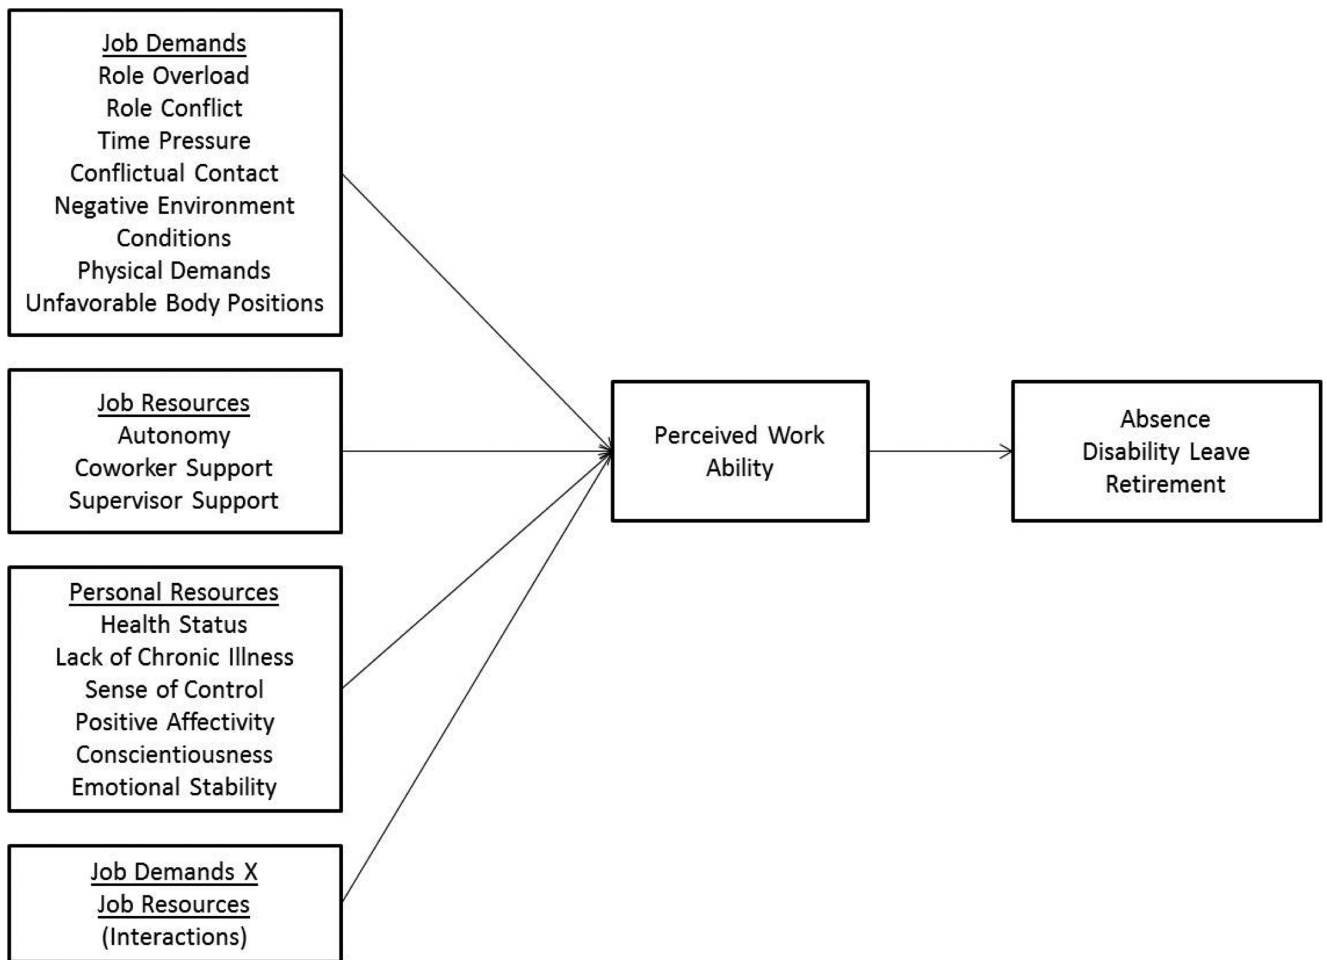 Job Demands
Role Overload
Role Conflict
Time Pressure
Conflictual Contact
Negative Environment
Conditions
Physical Demands
Unfavorable Body Positions
Job Resources
Autonomy
Coworker Support
Supervisor Support
Personal Resources
Health Status
Lack of Chronic Illness
Sense of Control
Positive Affectivity
Conscientiousness
Emotional Stability
Job Demands X
Job Resources
(Interactions)
Perceived Work
Ability
Absence
Disability Leave
Retirement